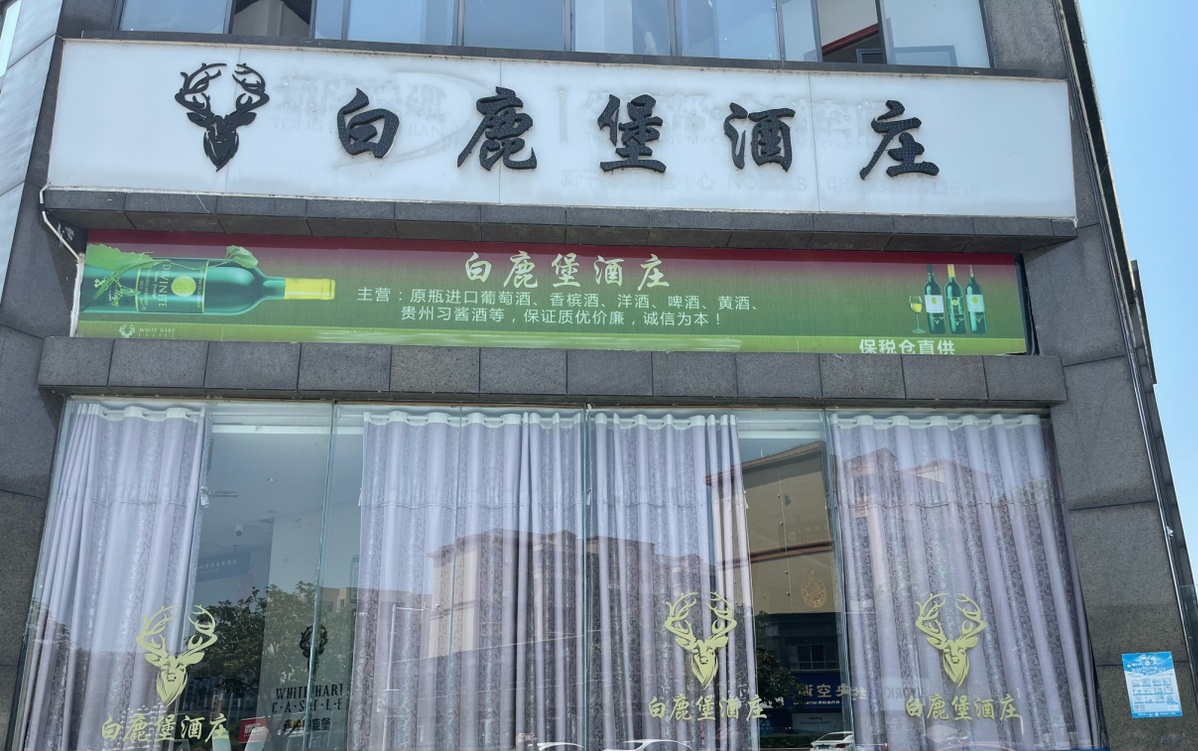 白鹿堡酒庄
白鹿堡酒庄
主营：原瓶进口葡萄酒、香槟酒、洋酒、啤酒、黄酒、
贵州习酱酒等，保证质优价廉，诚信为本！
DIVINITE
WHITE HART
保税仓直供
WHITE HART
C·A·S·T·L·E
白鹿堡酒庄
白鹿堡酒庄
白鹿堡酒庄